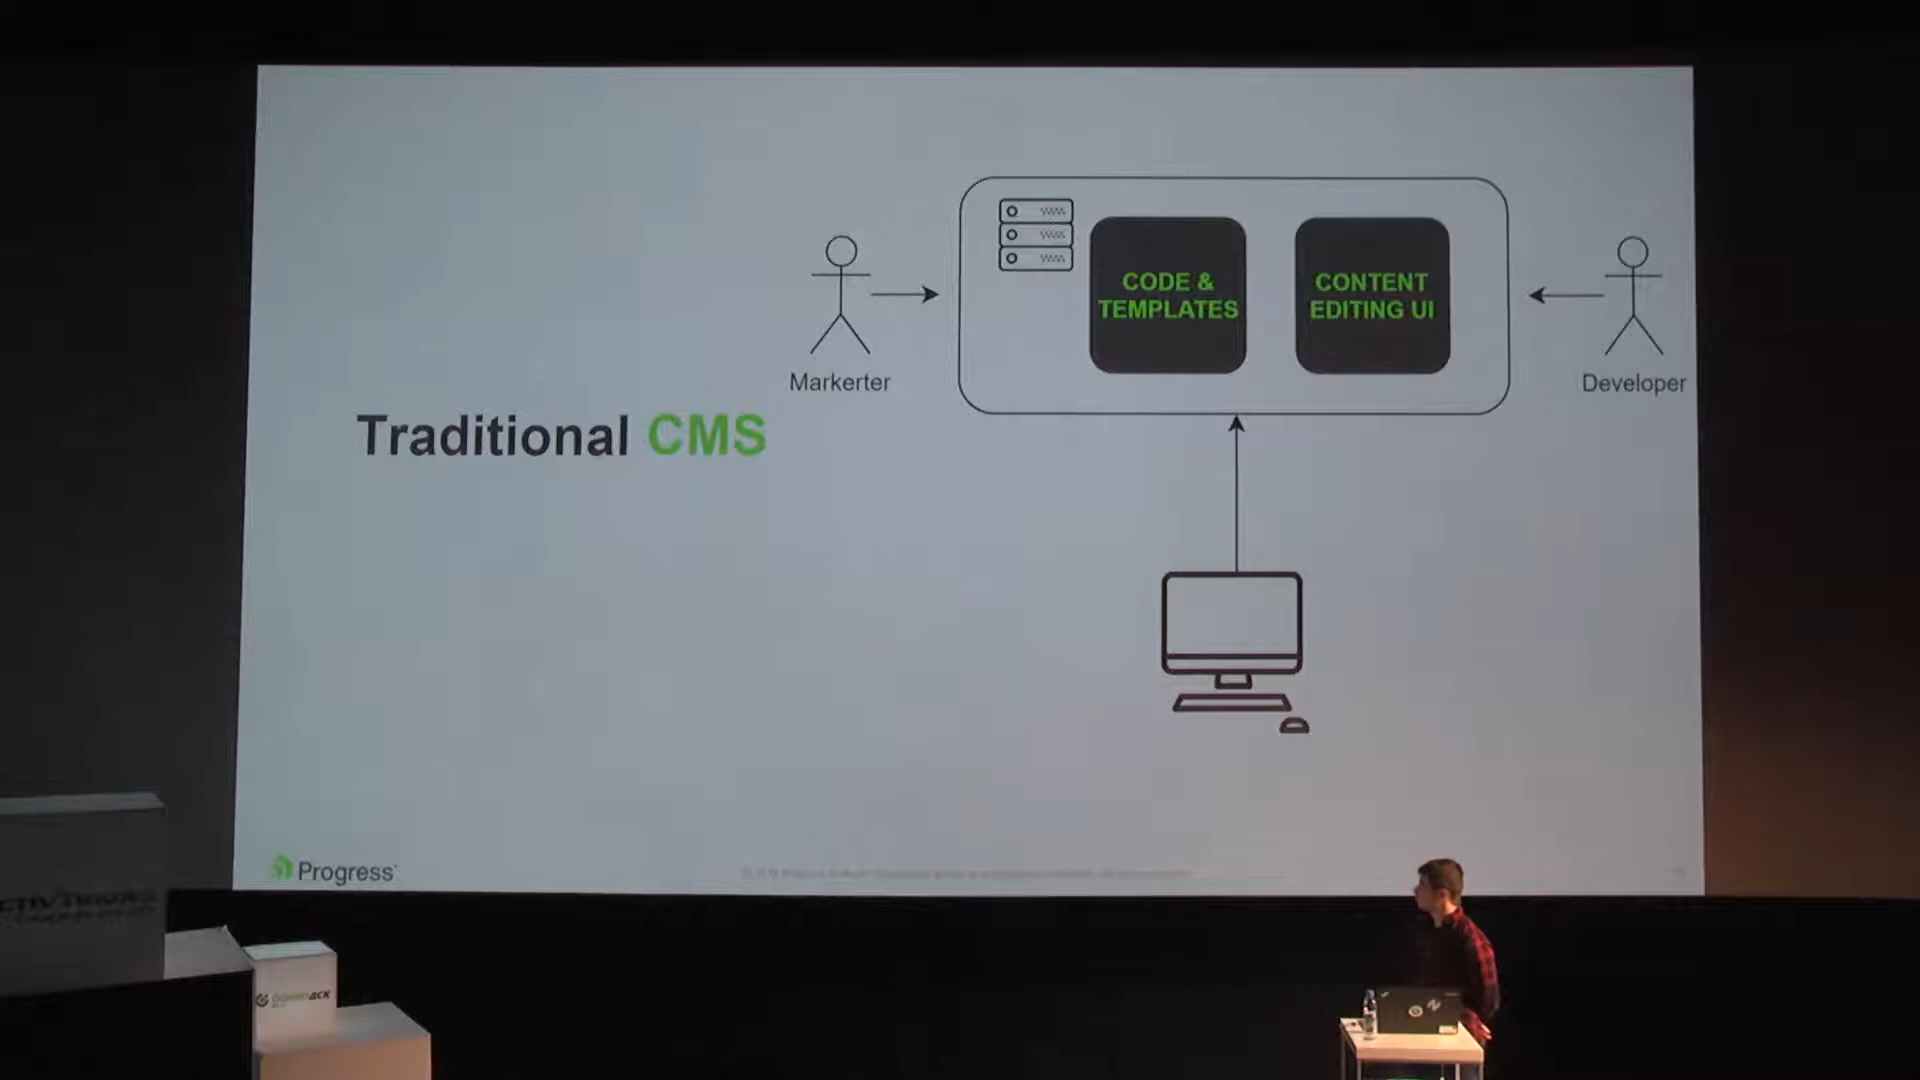 CODE &
TEMPLATES
CONTENT
EDITING UI
Markerter
Developer
Traditional CMS
Progress